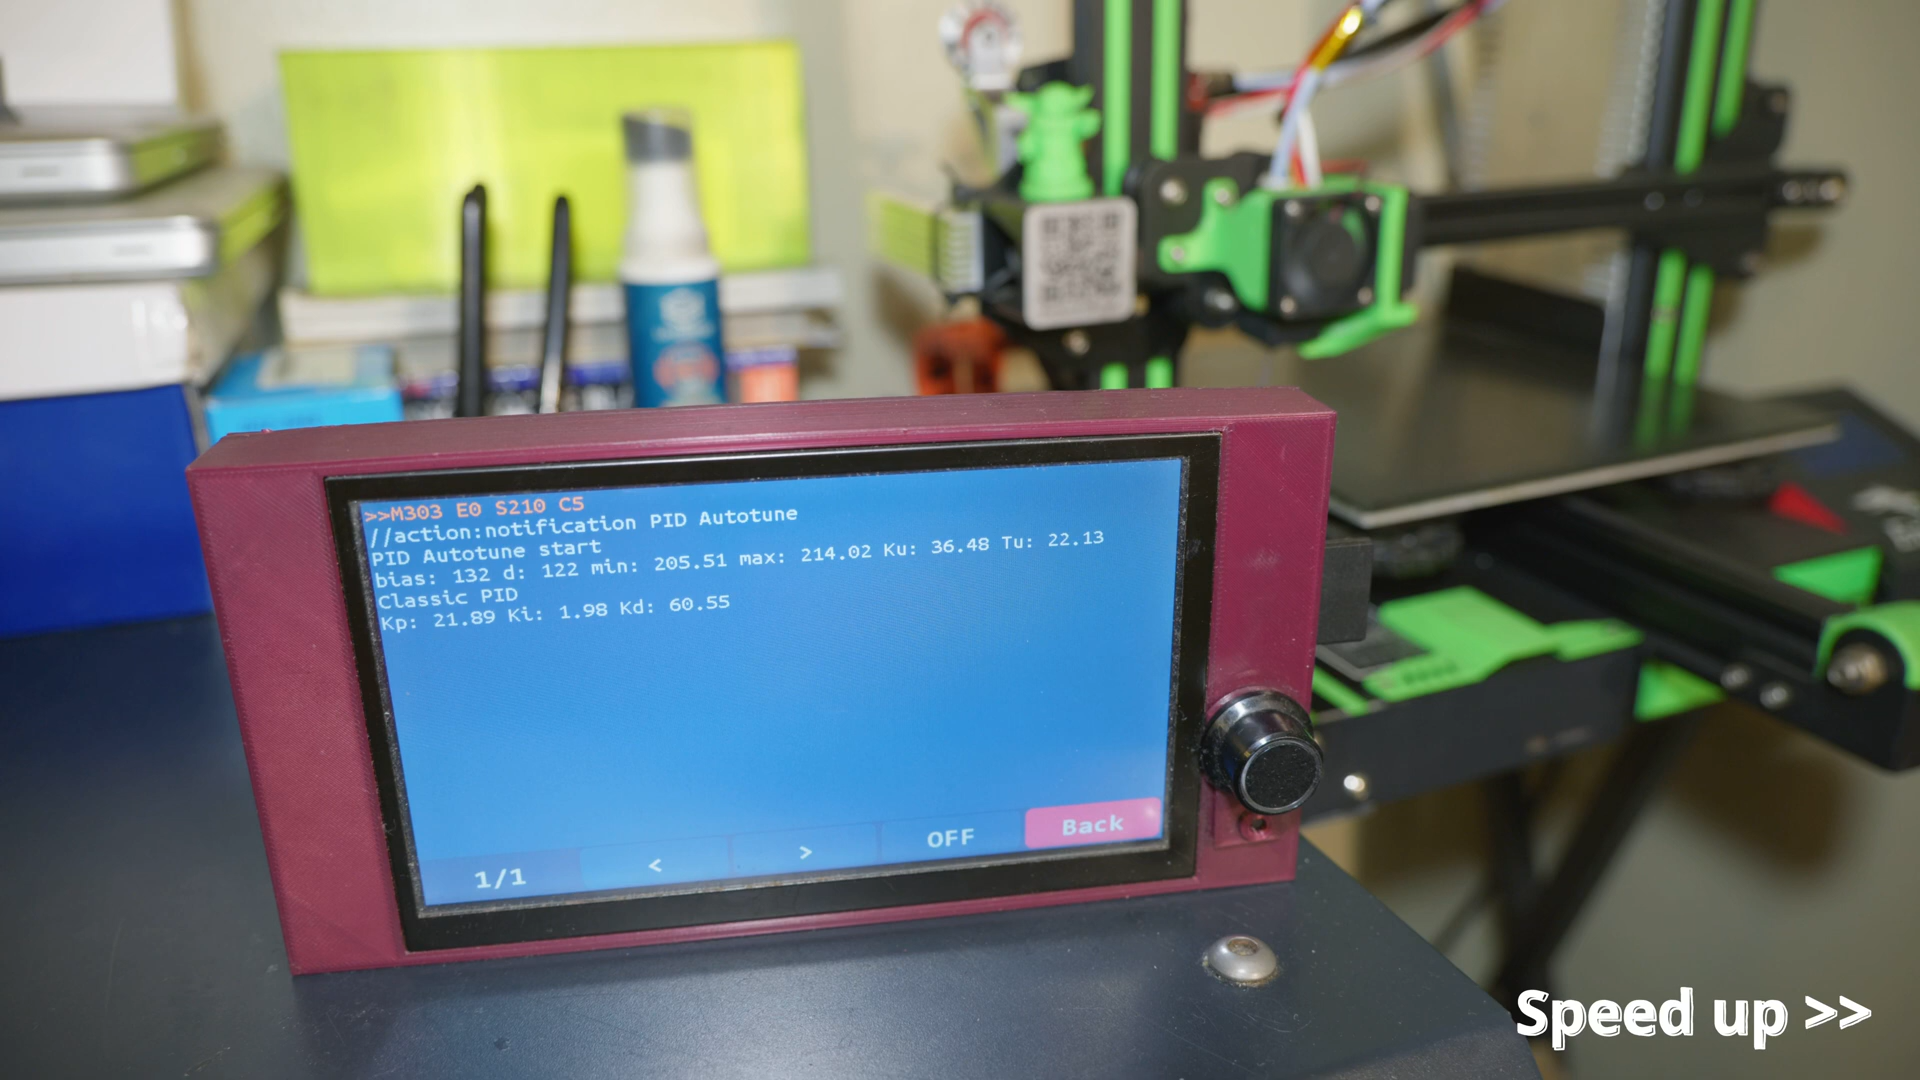 >>M303 E0 S210 C5
//action:notification PID Autotune
PID Autotune start
bias: 132 d: 122 min: 205.51 max: 214.02 Ku: 36.48 Tu: 22.13
Classic PID
Kp: 21.89 Ki: 1.98 Kd: 60.55
1/1 < > OFF Back
Speed up >>